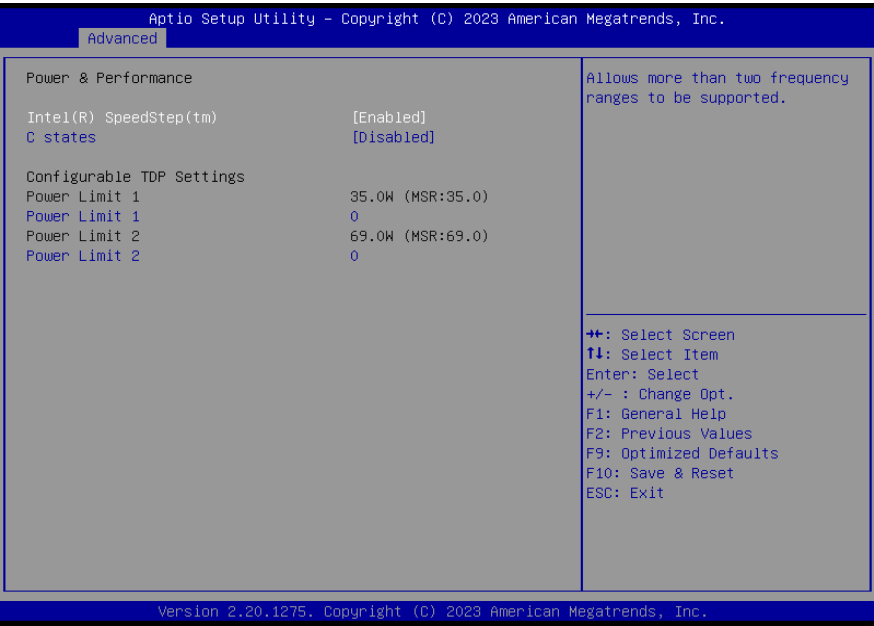 Aptio Setup Utility – Copyright (C) 2023 American Megatrends, Inc.
Advanced
Power & Performance
Intel(R) SpeedStep(tm) [Enabled]
C states [Disabled]
Configurable TDP Settings
Power Limit 1 35.0W (MSR:35.0)
Power Limit 1 0
Power Limit 2 69.0W (MSR:69.0)
Power Limit 2 0
Allows more than two frequency
ranges to be supported.
→←: Select Screen
↑↓: Select Item
Enter: Select
+/– : Change Opt.
F1: General Help
F2: Previous Values
F9: Optimized Defaults
F10: Save & Reset
ESC: Exit
Version 2.20.1275. Copyright (C) 2023 American Megatrends, Inc.